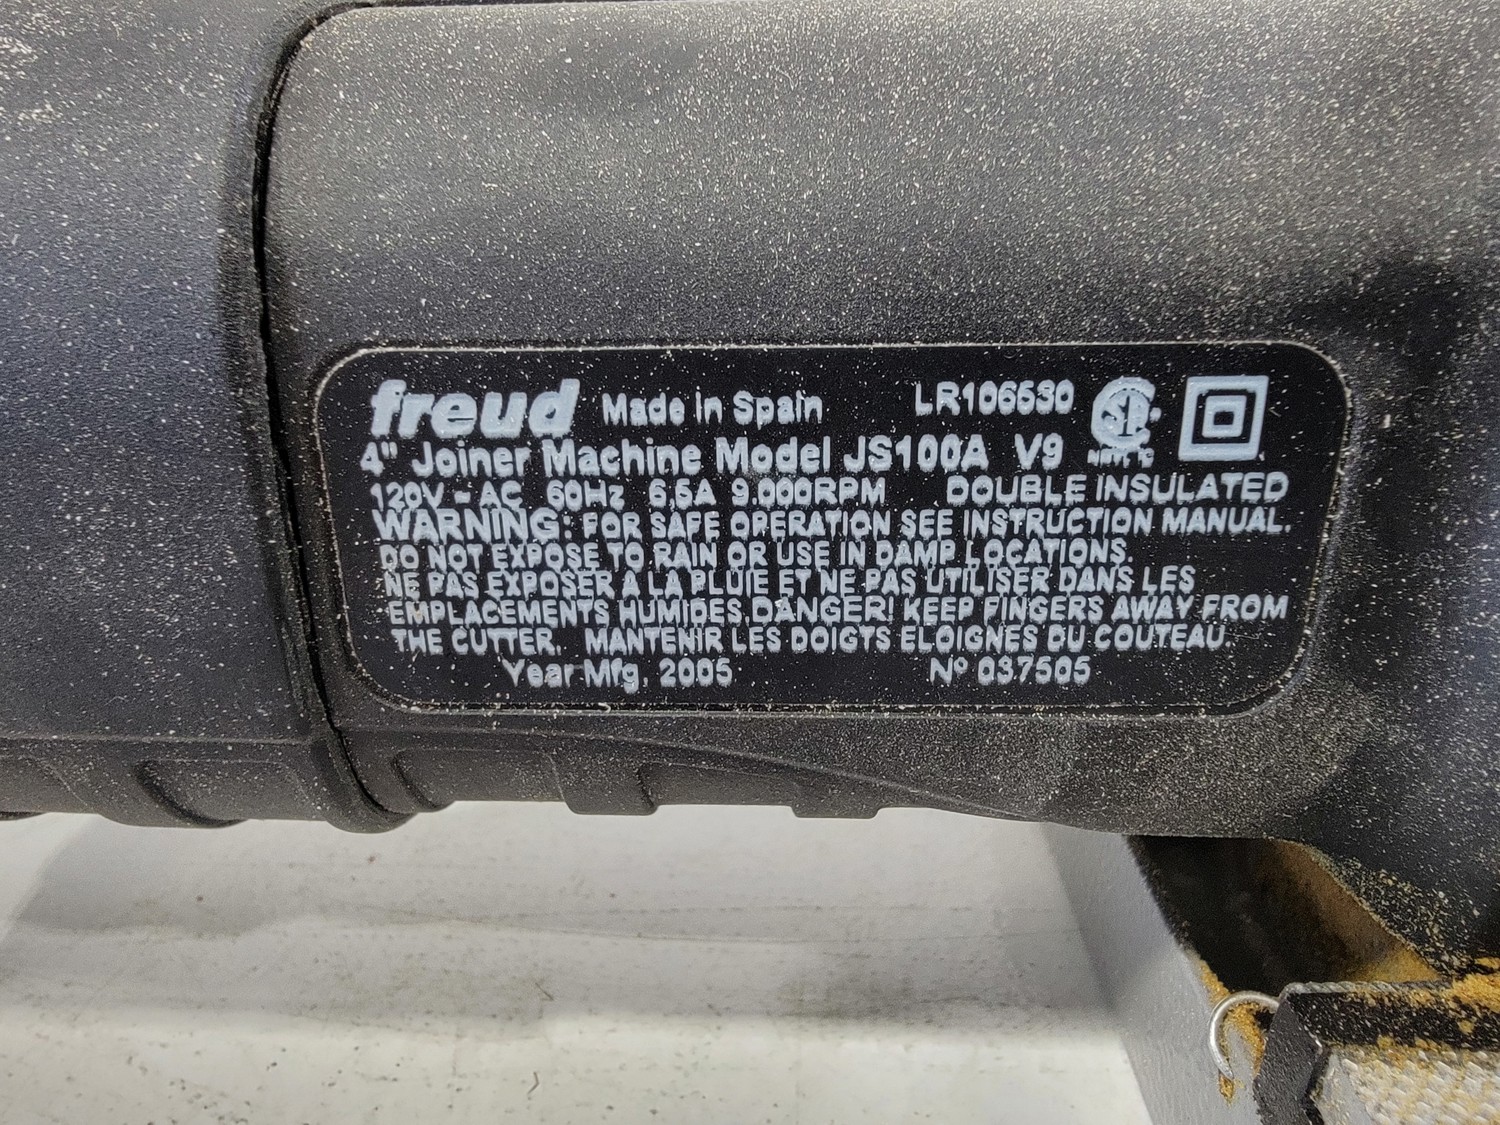 freud Made in Spain LR106530
4" Joiner Machine Model JS100A V9
120V ~ AC 60Hz 6,5A 9.000RPM DOUBLE INSULATED
WARNING: FOR SAFE OPERATION SEE INSTRUCTION MANUAL.
DO NOT EXPOSE TO RAIN OR USE IN DAMP LOCATIONS.
NE PAS EXPOSER A LA PLUIE ET NE PAS UTILISER DANS LES
EMPLACEMENTS HUMIDES DANGER! KEEP FINGERS AWAY FROM
THE CUTTER. MANTENIR LES DOIGTS ELOIGNES DU COUTEAU.
Year Mfg. 2005 Nº 037505